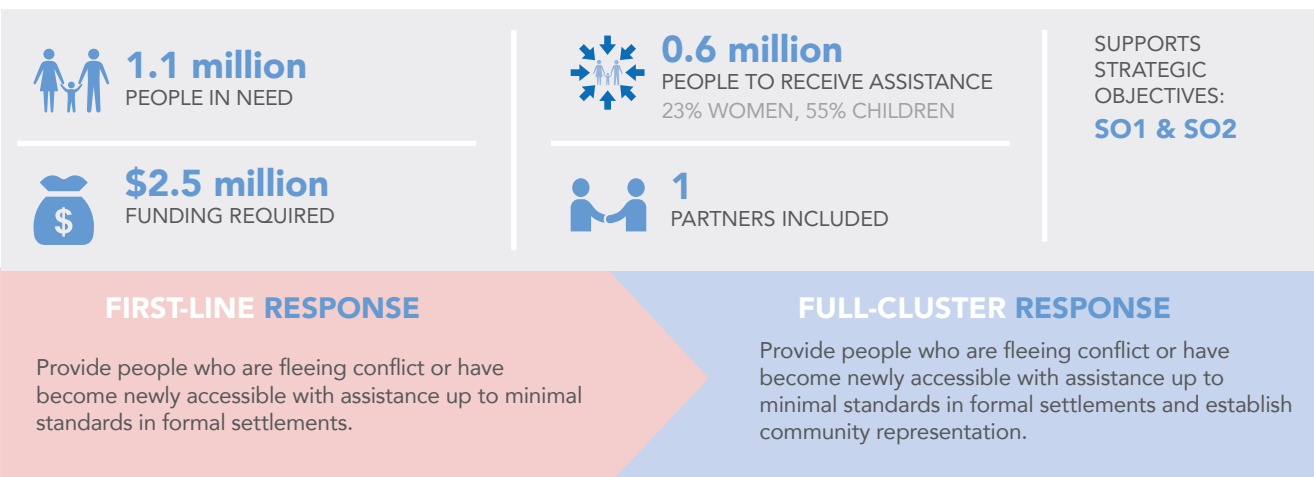 1.1 million
PEOPLE IN NEED
$2.5 million
$
FUNDING REQUIRED
0.6 million
PEOPLE TO RECEIVE ASSISTANCE
23% WOMEN, 55% CHILDREN
1
PARTNERS INCLUDED
SUPPORTS
STRATEGIC
OBJECTIVES:
SO1 & SO2
FIRST-LINE RESPONSE
Provide people who are fleeing conflict or have
become newly accessible with assistance up to minimal
standards in formal settlements.
FULL-CLUSTER RESPONSE
Provide people who are fleeing conflict or have
become newly accessible with assistance up to
minimal standards in formal settlements and establish
community representation.